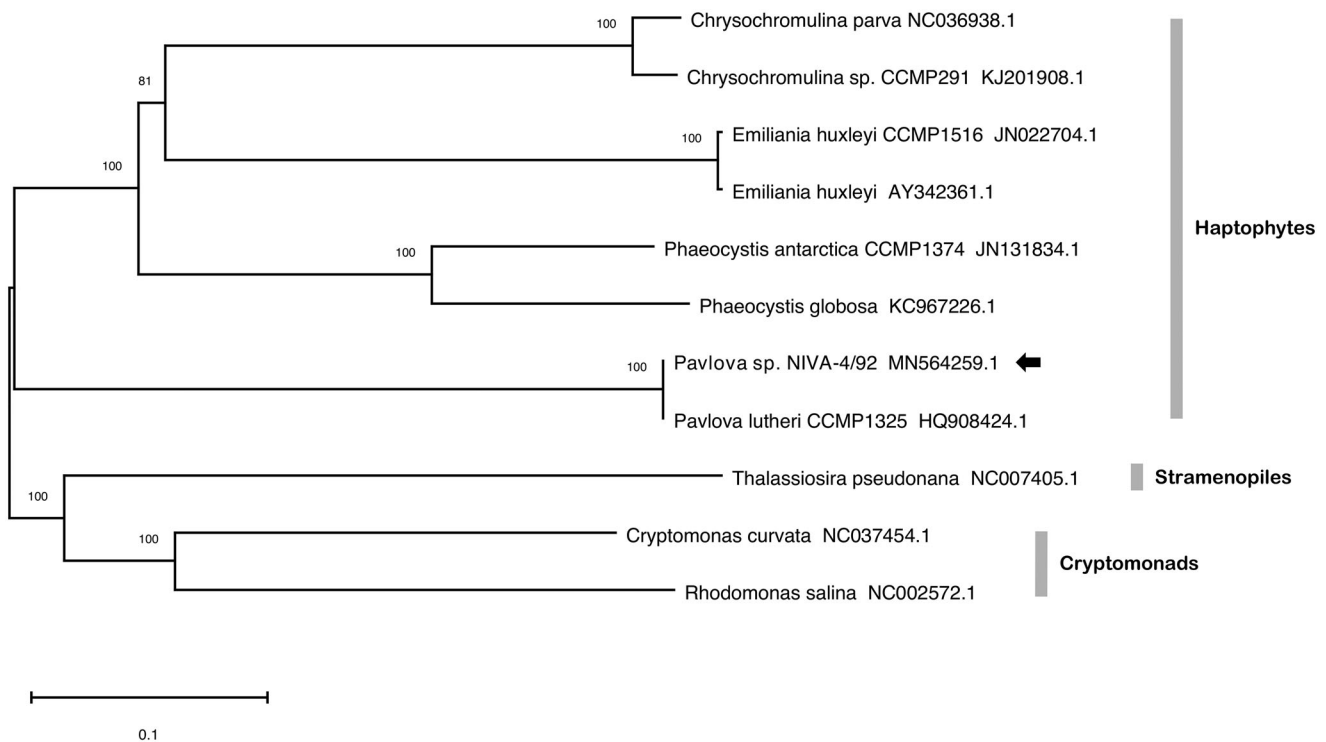 100
Chrysochromulina parva NC036938.1
Chrysochromulina sp. CCMP291 KJ201908.1
81
100
Emiliania huxleyi CCMP1516 JN022704.1
100
Emiliania huxleyi AY342361.1
Haptophytes
100
Phaeocystis antarctica CCMP1374 JN131834.1
Phaeocystis globosa KC967226.1
100
Pavlova sp. NIVA-4/92 MN564259.1
Pavlova lutheri CCMP1325 HQ908424.1
Thalassiosira pseudonana NC007405.1
Stramenopiles
100
100
Cryptomonas curvata NC037454.1
Cryptomonads
Rhodomonas salina NC002572.1
0.1